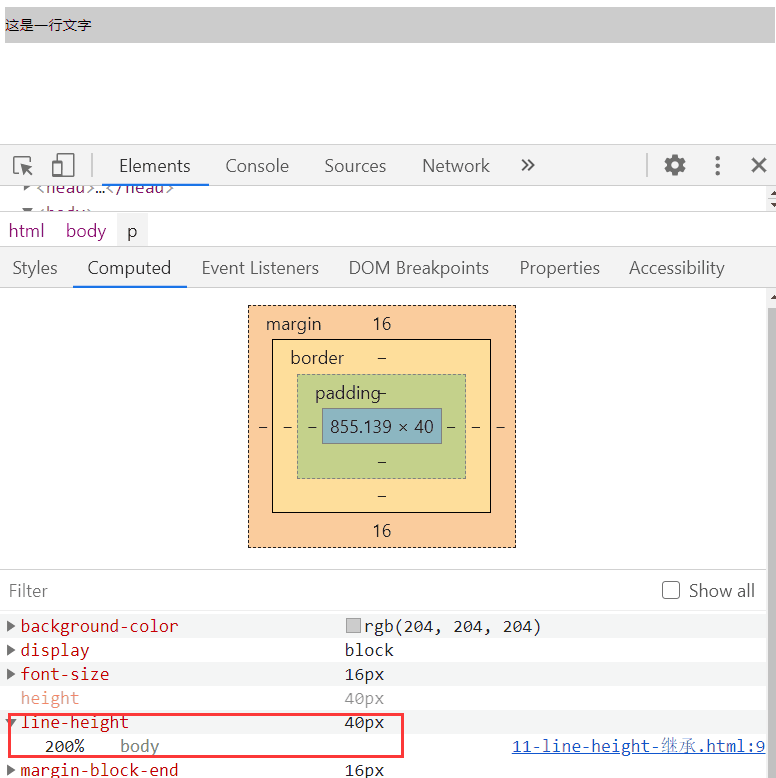 这是一行文字
Elements Console Sources Network »
▶<head>…</head>
▼<body>
html body p
Styles Computed Event Listeners DOM Breakpoints Properties Accessibility
margin 16
border –
padding –
– – – 855.139 × 40 – – –
–
–
16
Filter Show all
background-color rgb(204, 204, 204)
display block
font-size 16px
height 40px
line-height 40px
200% body 11-line-height-继承.html:9
margin-block-end 16px